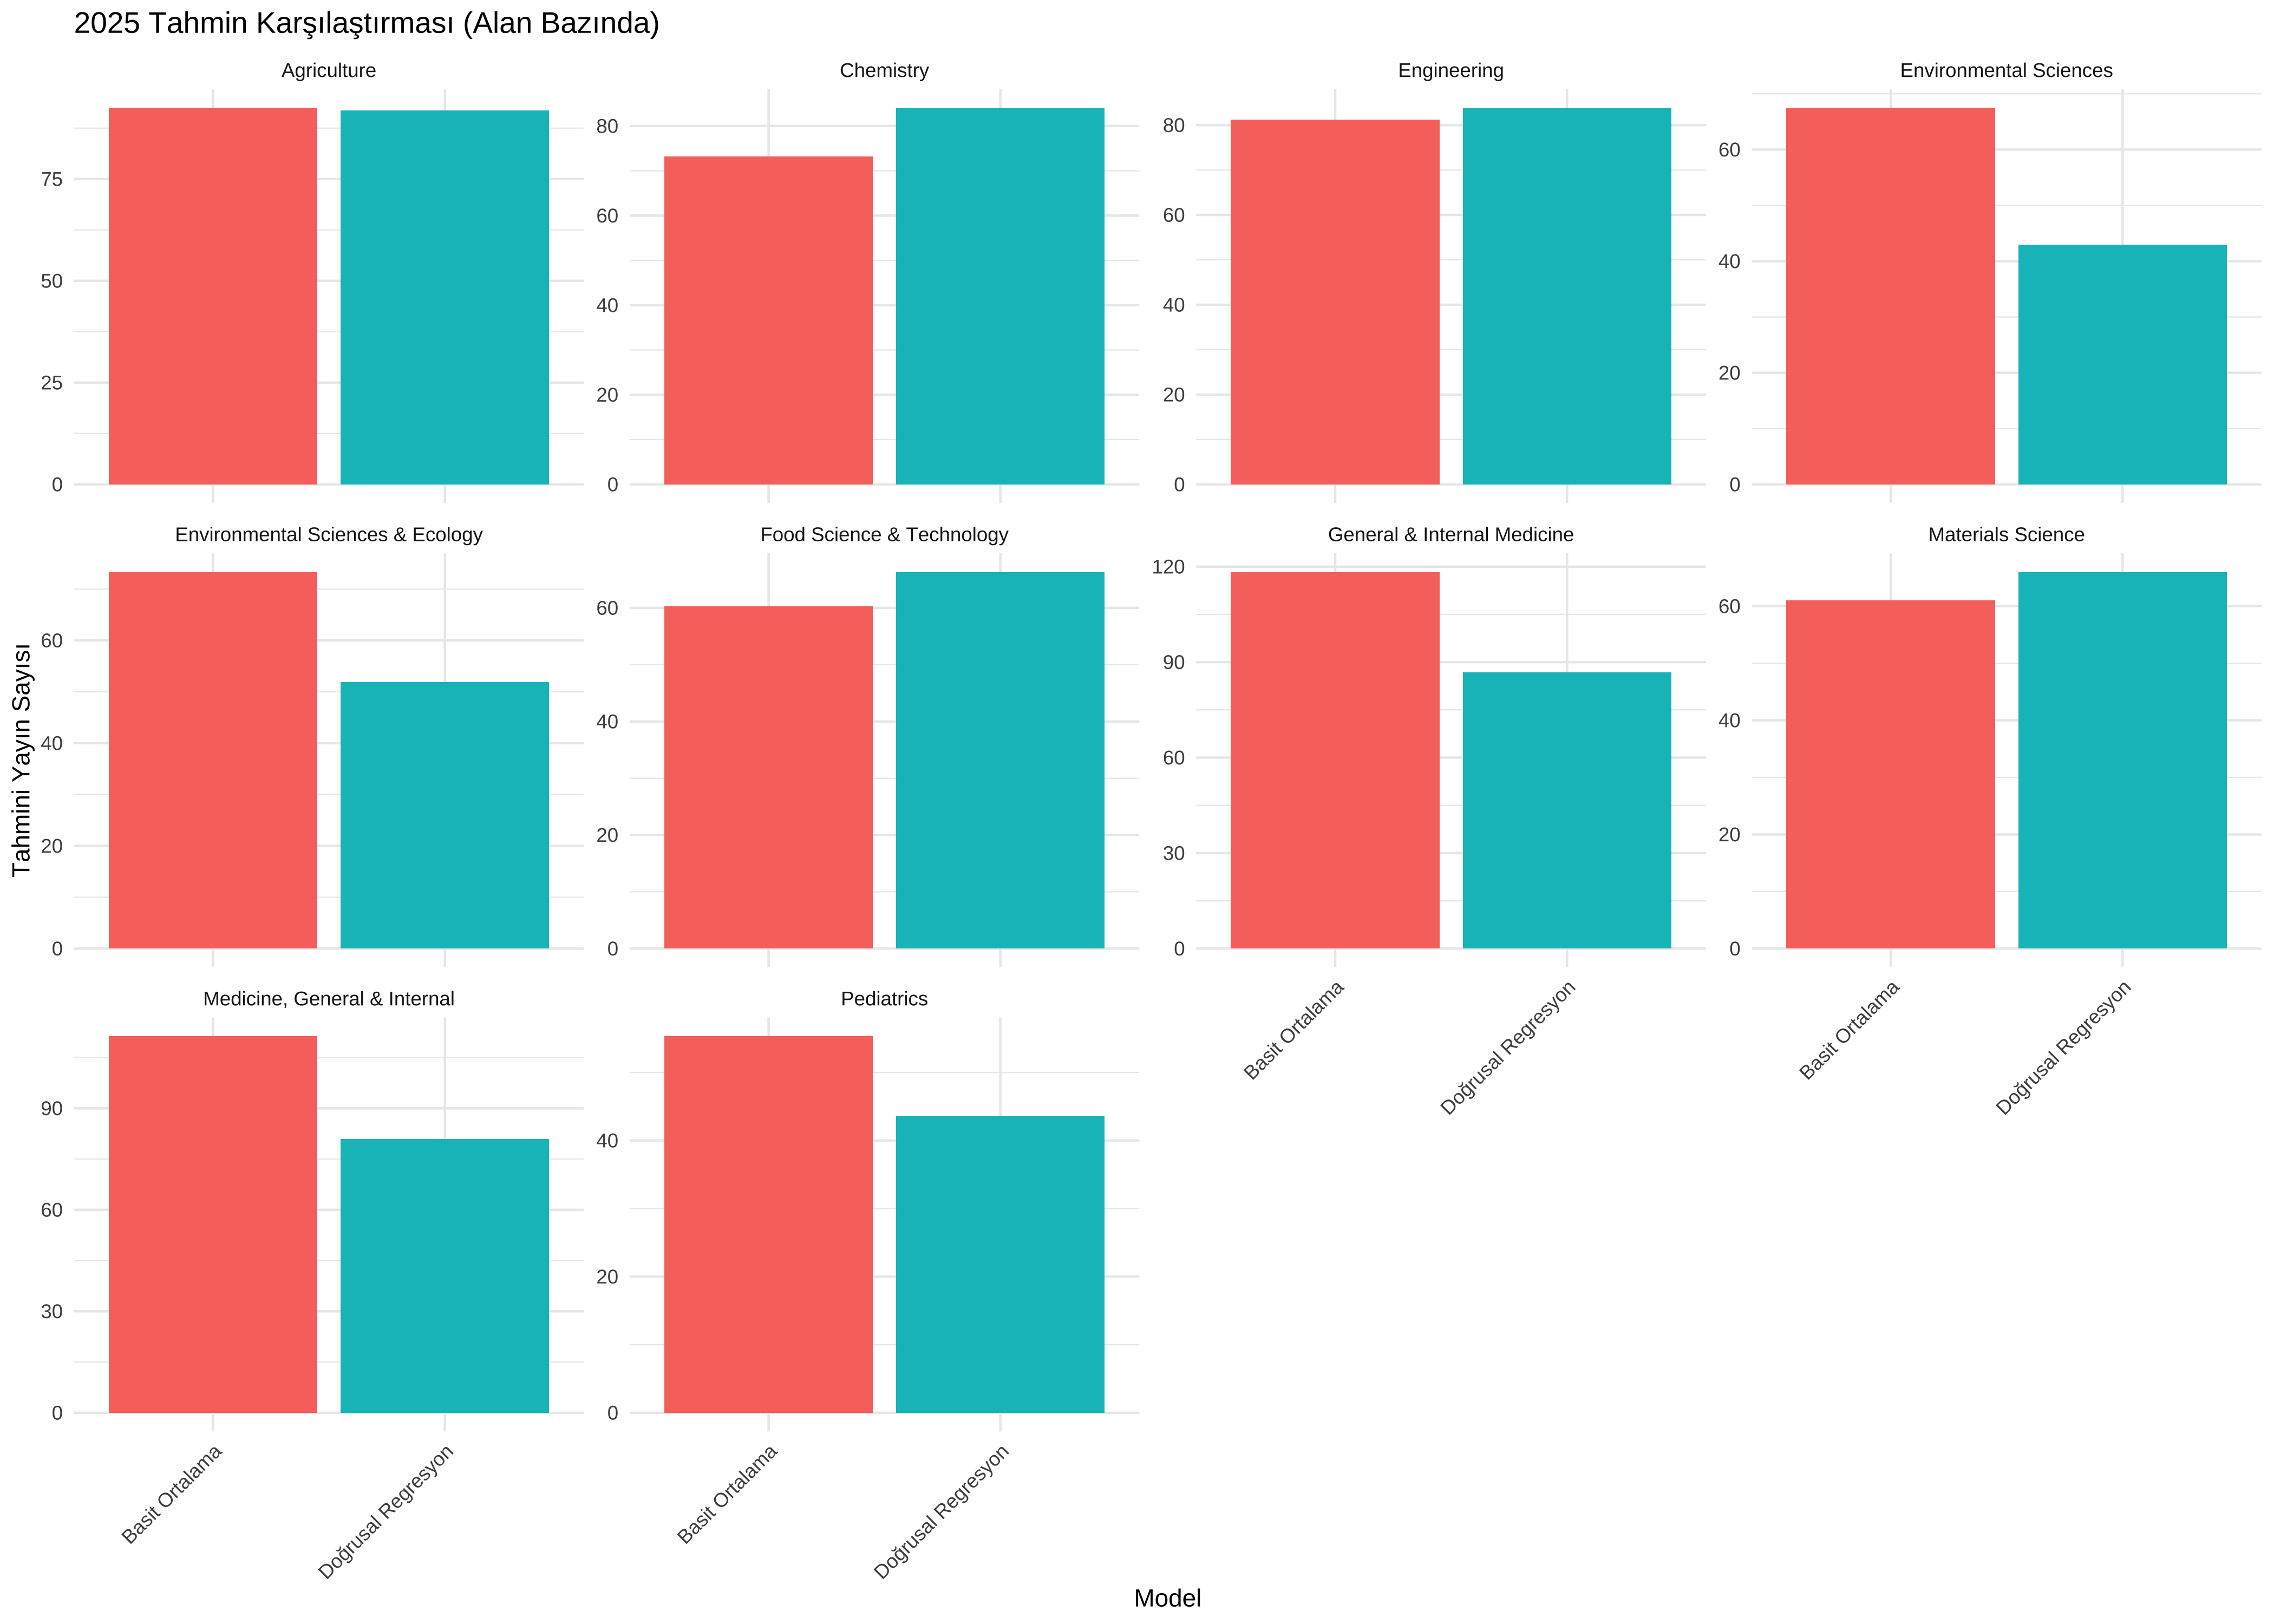 2025 Tahmin Karşılaştırması (Alan Bazında)
Agriculture
Chemistry
Engineering
Environmental Sciences
75
50
25
0
80
60
40
20
0
80
60
40
20
0
60
40
20
0
Environmental Sciences & Ecology
Food Science & Technology
General & Internal Medicine
Materials Science
60
40
20
0
60
40
20
0
120
90
60
30
0
60
40
20
0
Basit Ortalama
Doğrusal Regresyon
Basit Ortalama
Doğrusal Regresyon
Medicine, General & Internal
Pediatrics
90
60
30
0
40
20
0
Basit Ortalama
Doğrusal Regresyon
Basit Ortalama
Doğrusal Regresyon
Tahmini Yayın Sayısı
Model